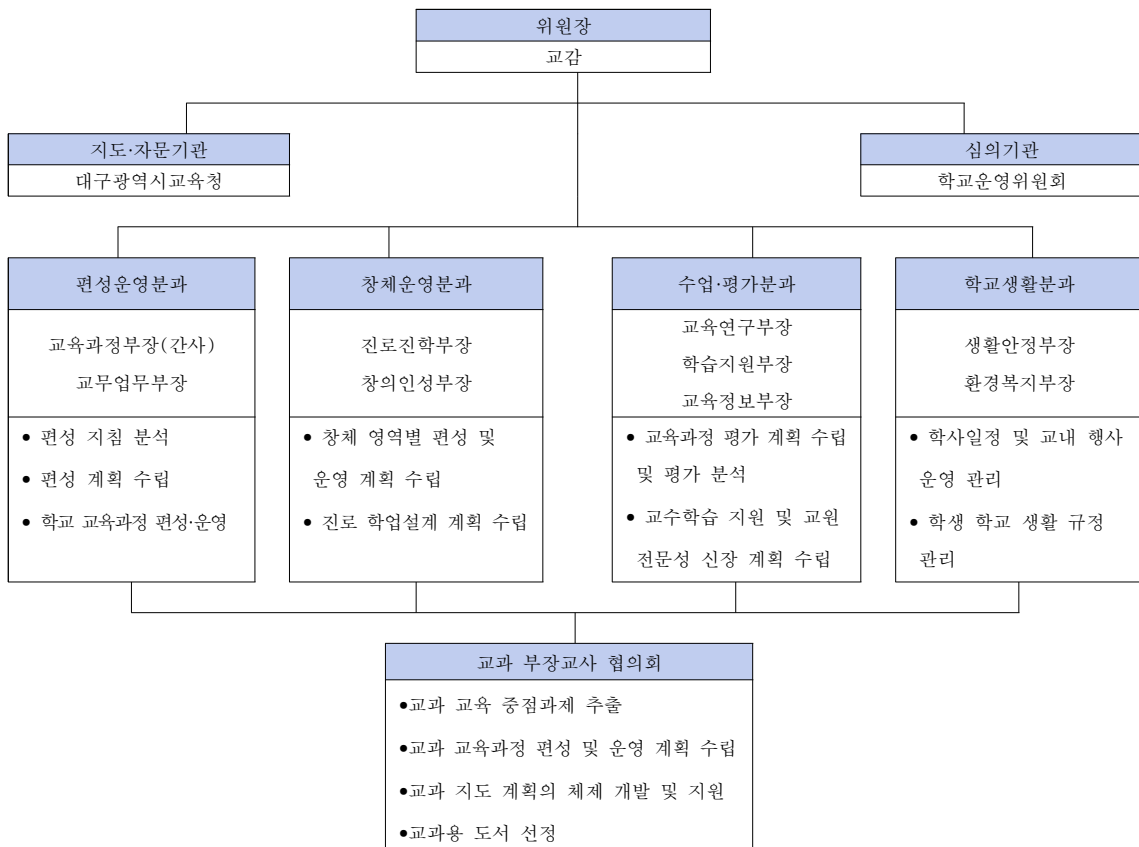 위원장
교감
지도·자문기관
대구광역시교육청
심의기관
학교운영위원회
편성운영분과
교육과정부장(간사)
교무업무부장
• 편성 지침 분석
• 편성 계획 수립
• 학교 교육과정 편성·운영
창체운영분과
진로진학부장
창의인성부장
• 창체 영역별 편성 및
운영 계획 수립
• 진로 학업설계 계획 수립
수업·평가분과
교육연구부장
학습지원부장
교육정보부장
• 교육과정 평가 계획 수립
및 평가 분석
• 교수학습 지원 및 교원
전문성 신장 계획 수립
학교생활분과
생활안정부장
환경복지부장
• 학사일정 및 교내 행사
운영 관리
• 학생 학교 생활 규정
관리
교과 부장교사 협의회
•교과 교육 중점과제 추출
•교과 교육과정 편성 및 운영 계획 수립
•교과 지도 계획의 체제 개발 및 지원
•교과용 도서 선정